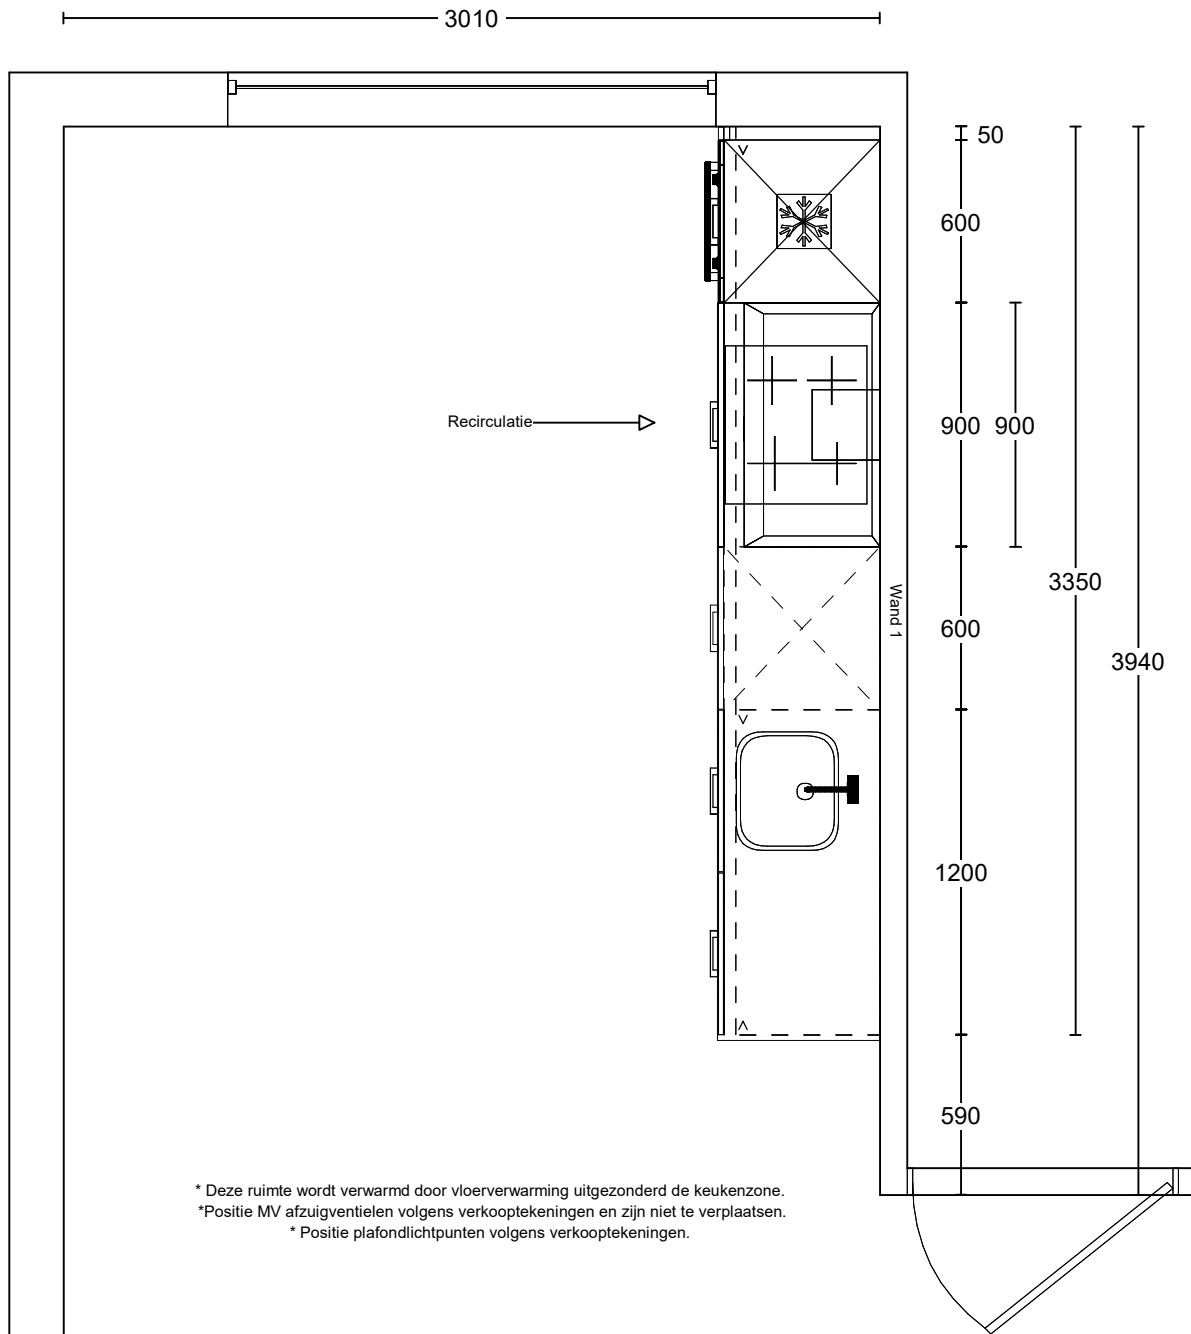 3010
50
600
Recirculatie
900 900
Wand 1
3350
600
3940
1200
590
* Deze ruimte wordt verwarmd door vloerverwarming uitgezonderd de keukenzone.
*Positie MV afzuigventielen volgens verkooptekeningen en zijn niet te verplaatsen.
* Positie plafondlichtpunten volgens verkooptekeningen.